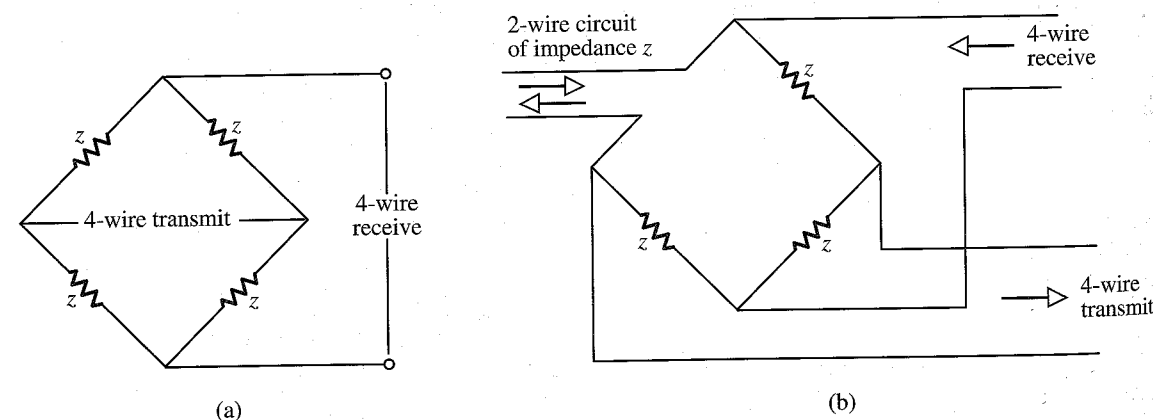 z
z
4-wire transmit
4-wire
receive
z
z
(a)
2-wire circuit
of impedance z
z
4-wire
receive
z
z
4-wire
transmit
(b)